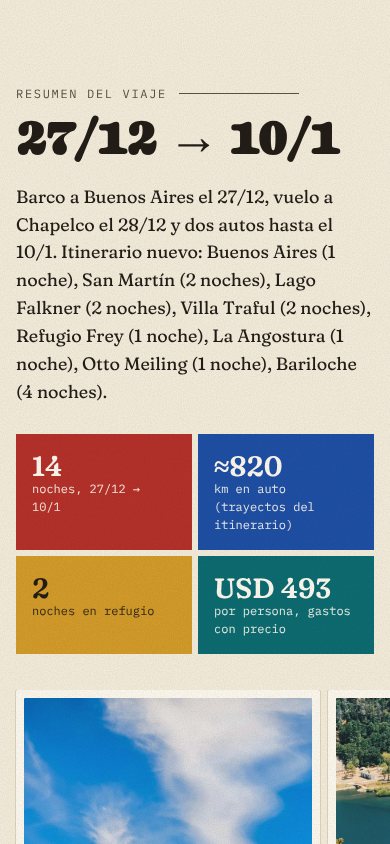 RESUMEN DEL VIAJE
27/12 → 10/1
Barco a Buenos Aires el 27/12, vuelo a
Chapelco el 28/12 y dos autos hasta el
10/1. Itinerario nuevo: Buenos Aires (1
noche), San Martín (2 noches), Lago
Falkner (2 noches), Villa Traful (2 noches),
Refugio Frey (1 noche), La Angostura (1
noche), Otto Meiling (1 noche), Bariloche
(4 noches).
14
noches, 27/12 →
10/1
≈820
km en auto
(trayectos del
itinerario)
2
noches en refugio
USD 493
por persona, gastos
con precio